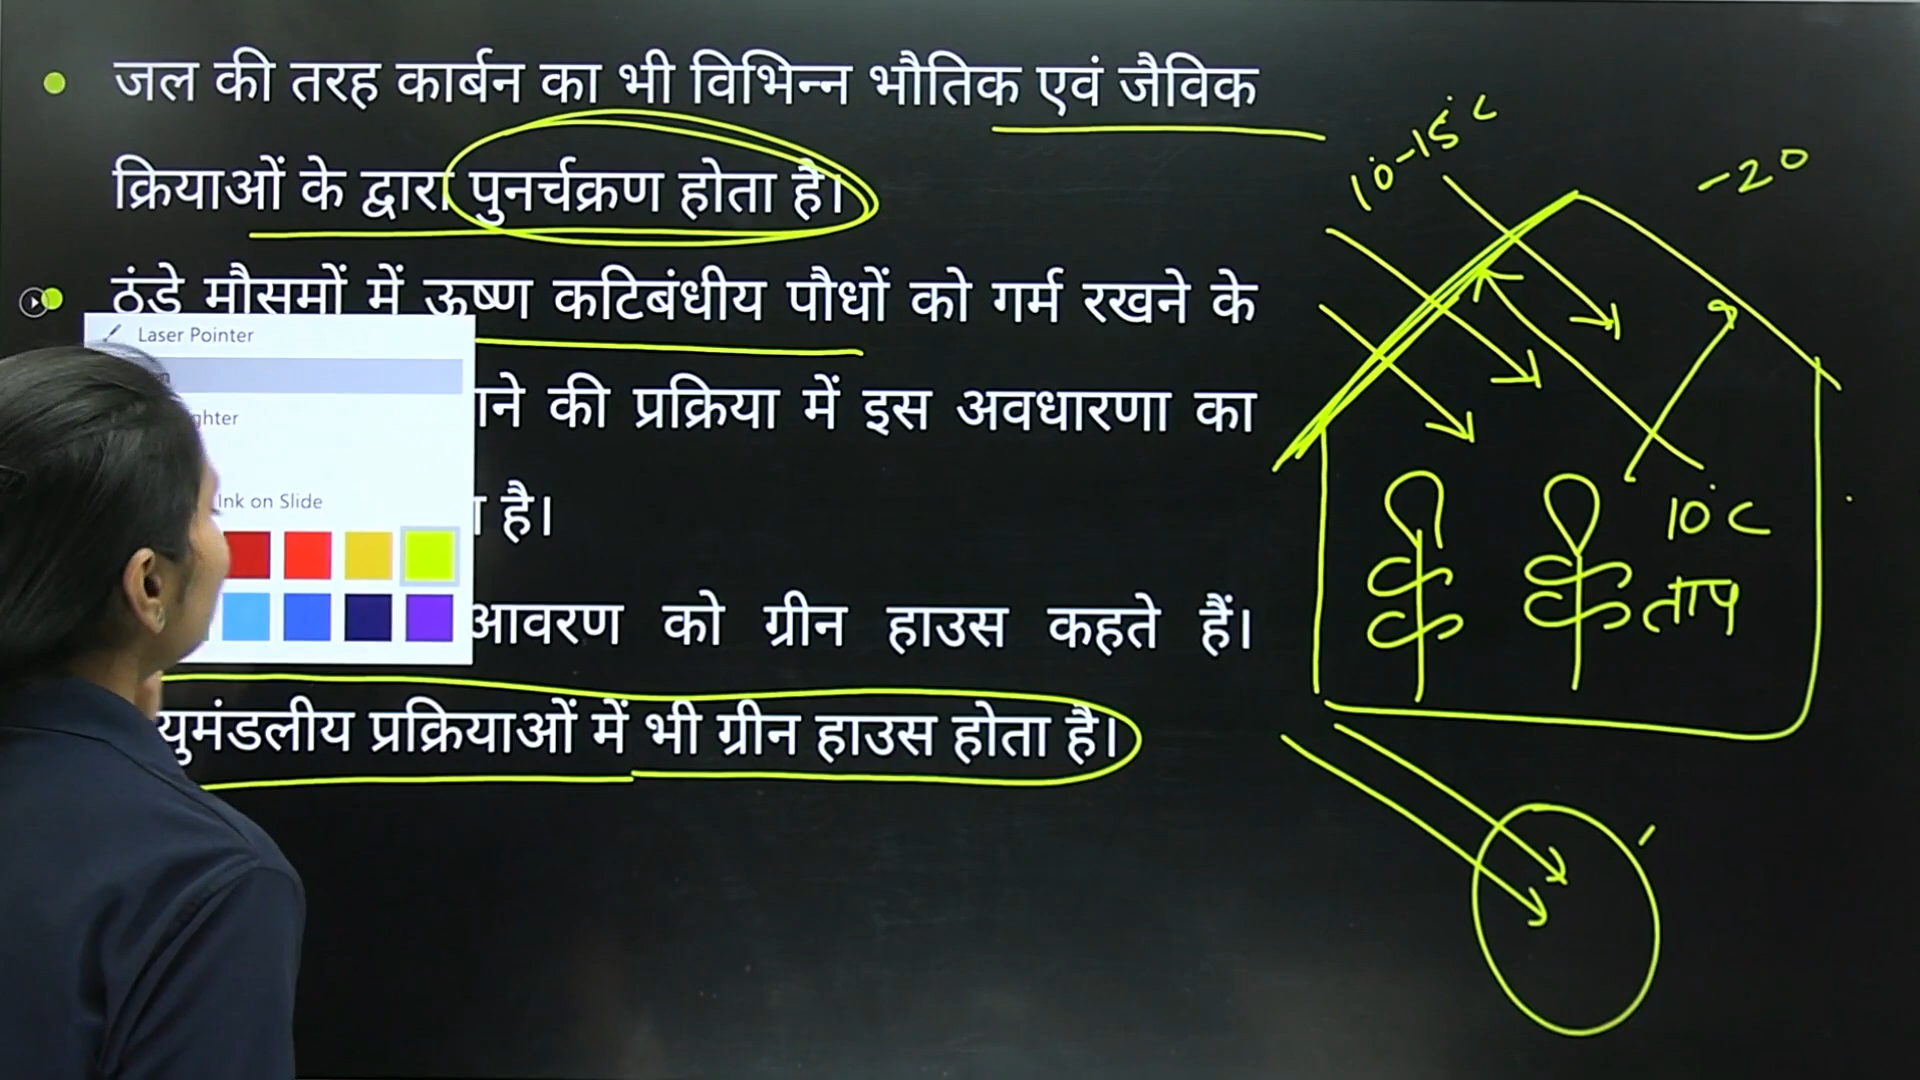 जल की तरह कार्बन का भी विभिन्न भौतिक एवं जैविक
क्रियाओं के द्वारा पुनर्चक्रण होता है।
ठंडे मौसमों में ऊष्ण कटिबंधीय पौधों को गर्म रखने के
की प्रक्रिया में इस अवधारणा का
है।
आवरण को ग्रीन हाउस कहते हैं।
प्रक्रियाओं में भी ग्रीन हाउस होता है।
Laser Pointer
Ink on Slide
10-15°C
-20
10°C
ताप